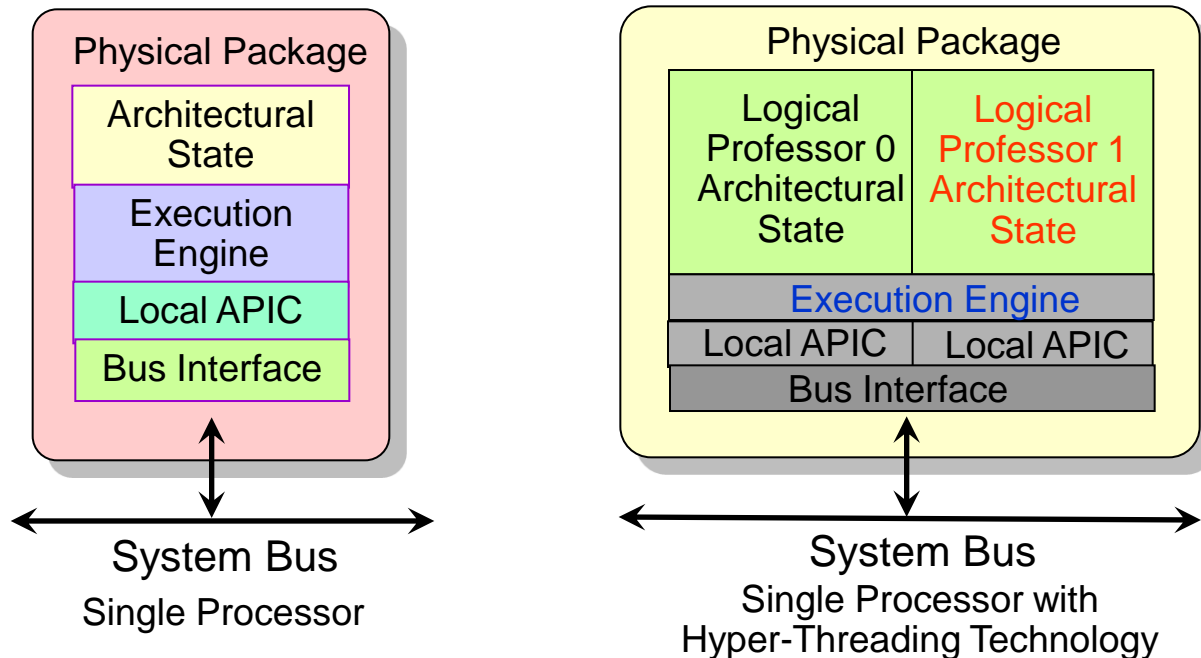 Physical Package
Architectural
State
Execution
Engine
Local APIC
Bus Interface
System Bus
Single Processor
Physical Package
Logical
Professor 0
Architectural
State
Logical
Professor 1
Architectural
State
Execution Engine
Local APIC
Local APIC
Bus Interface
System Bus
Single Processor with
Hyper-Threading Technology